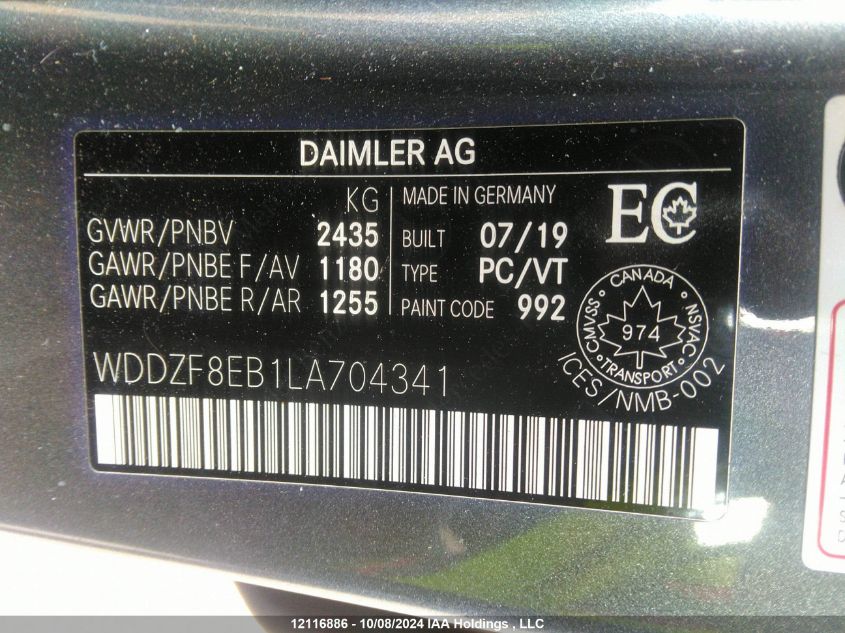 DAIMLER AG
KG
GVWR/PNBV 2435
GAWR/PNBE F/AV 1180
GAWR/PNBE R/AR 1255
MADE IN GERMANY
BUILT 07/19
TYPE PC/VT
PAINT CODE 992
EC
CANADA
CMVSS 974 NSVAC
TRANSPORT
ICES/NMB-002
WDDZF8EB1LA704341
12116886 - 10/08/2024 IAA Holdings , LLC